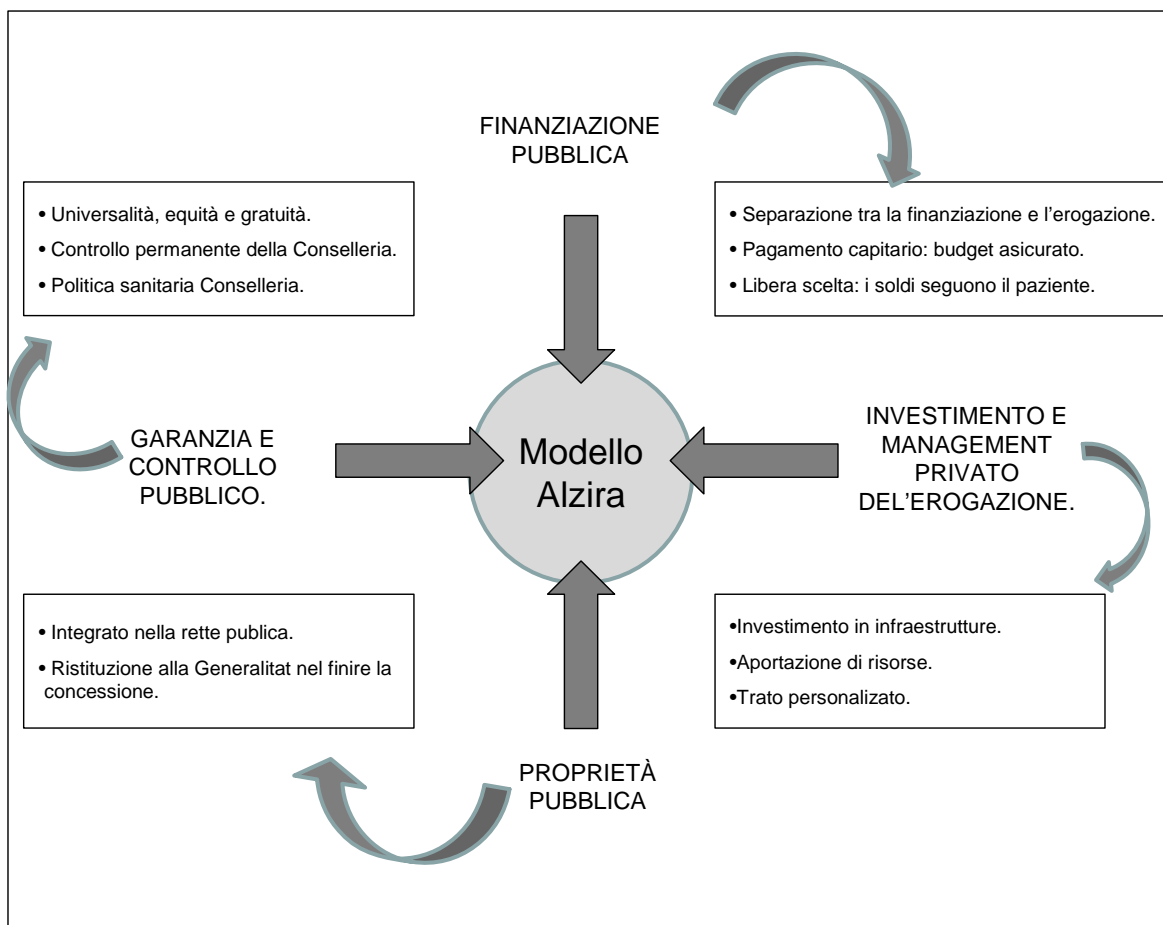 FINANZIAZIONE
PUBBLICA
• Universalità, equità e gratuità.
• Controllo permanente della Conselleria.
• Politica sanitaria Conselleria.
• Separazione tra la finanziazione e l'erogazione.
• Pagamento capitario: budget asicurato.
• Libera scelta: i soldi seguono il paziente.
GARANZIA E
CONTROLLO
PUBBLICO.
Modello
Alzira
INVESTIMENTO E
MANAGEMENT
PRIVATO
DEL'EROGAZIONE.
• Integrato nella rette publica.
• Ristituzione alla Generalitat nel finire la
concessione.
•Investimento in infraestrutture.
•Aportazione di risorse.
•Trato personalizato.
PROPRIETÀ
PUBBLICA